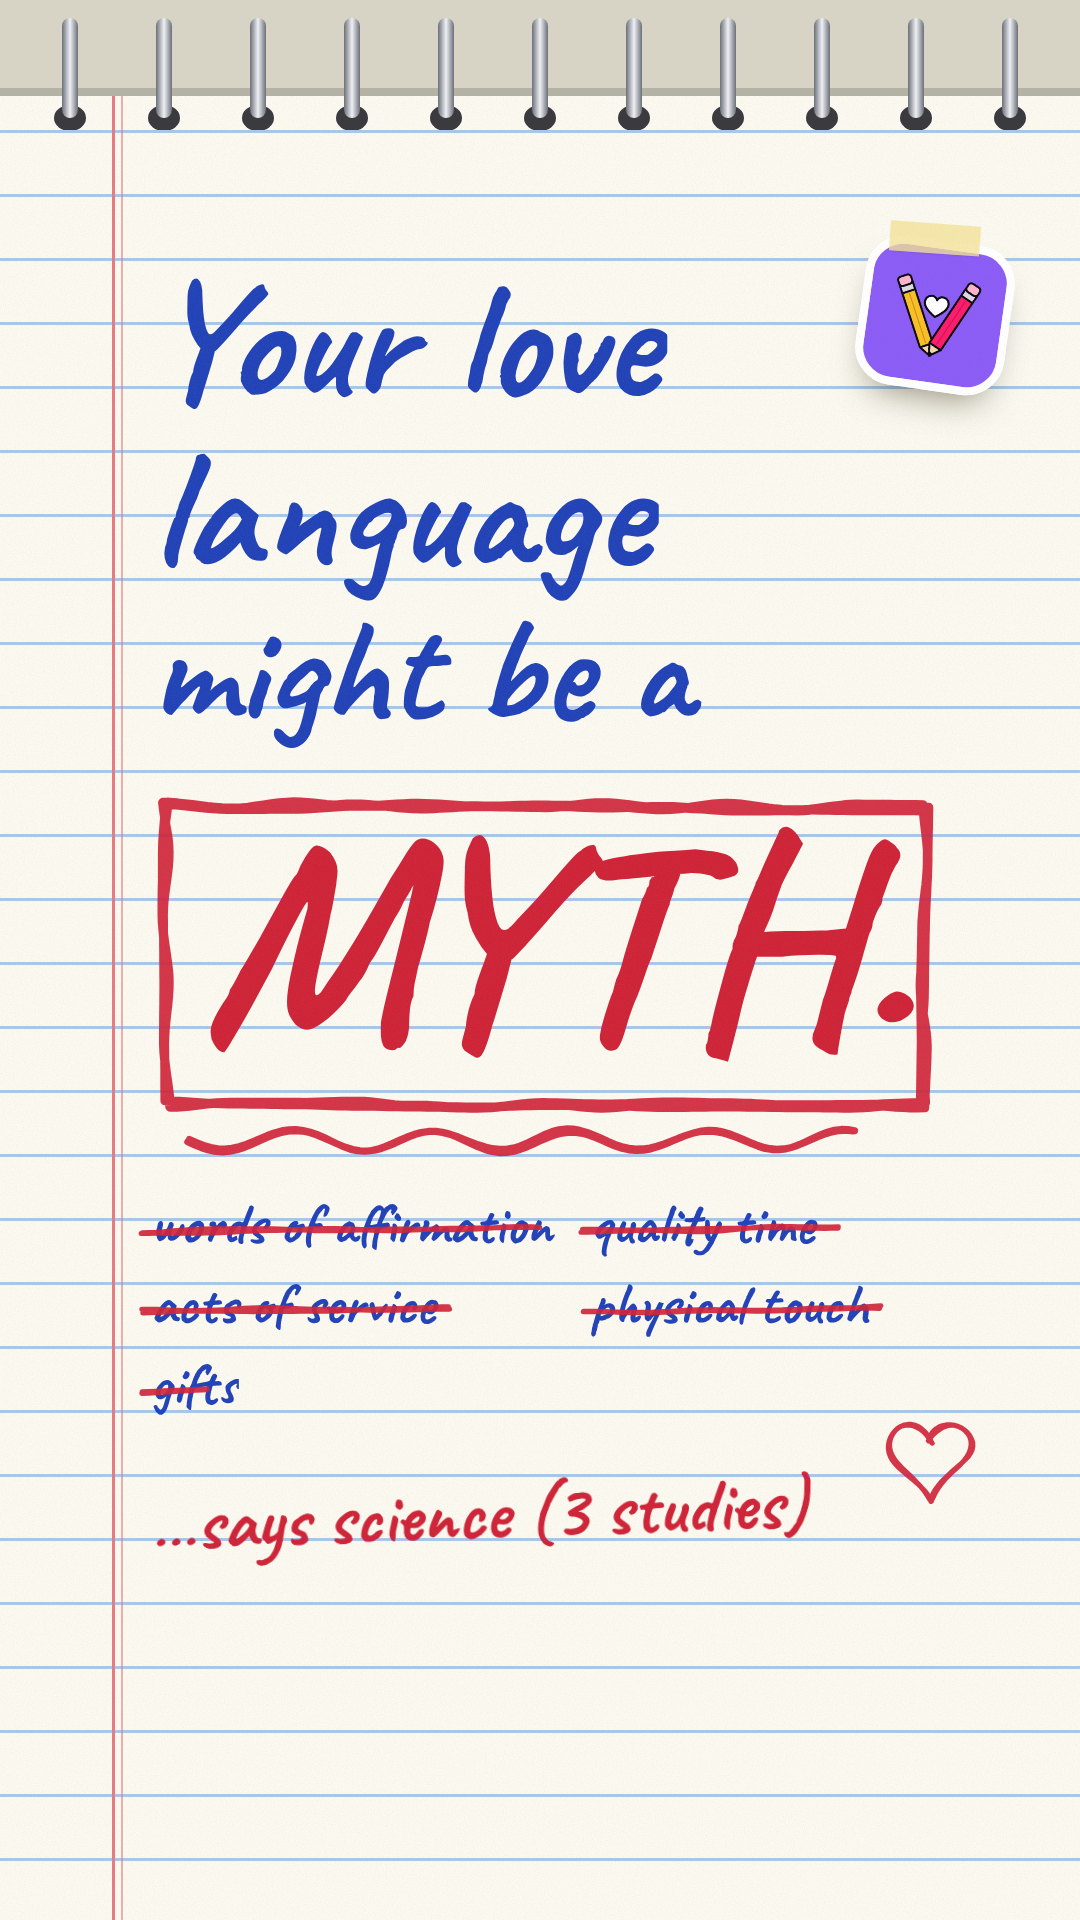 Your love
language
might be a
MYTH.
words of affirmation quality time
acts of service physical touch
gifts
...says science (3 studies)